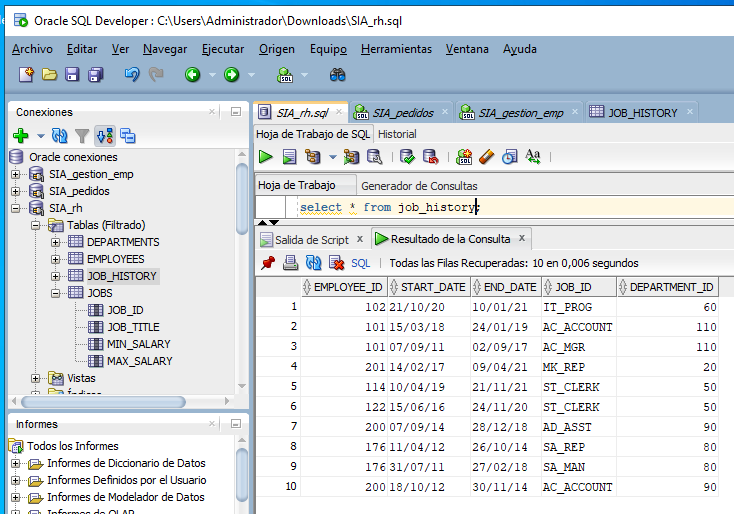 Oracle SQL Developer : C:\Users\Administrador\Downloads\SIA_rh.sql
Archivo Editar Ver Navegar Ejecutar Origen Equipo Herramientas Ventana Ayuda
SQL
Conexiones
Oracle conexiones
SIA_gestion_emp
SIA_pedidos
SIA_rh
Tablas (Filtrado)
DEPARTMENTS
EMPLOYEES
JOB_HISTORY
JOBS
JOB_ID
JOB_TITLE
MIN_SALARY
MAX_SALARY
Vistas
Índices
Informes
Todos los Informes
Informes de Diccionario de Datos
Informes Definidos por el Usuario
Informes de Modelador de Datos
Informes de OLAP
SIA_rh.sql SIA_pedidos SIA_gestion_emp JOB_HISTORY
Hoja de Trabajo de SQL Historial
Aa
Hoja de Trabajo Generador de Consultas
select * from job_history;
Salida de Script Resultado de la Consulta
SQL Todas las Filas Recuperadas: 10 en 0,006 segundos
EMPLOYEE_ID START_DATE END_DATE JOB_ID DEPARTMENT_ID
1 102 21/10/20 10/01/21 IT_PROG 60
2 101 15/03/18 24/01/19 AC_ACCOUNT 110
3 101 07/09/11 02/09/17 AC_MGR 110
4 201 14/02/17 09/04/21 MK_REP 20
5 114 10/04/19 21/11/21 ST_CLERK 50
6 122 15/06/16 24/11/20 ST_CLERK 50
7 200 07/09/14 28/12/18 AD_ASST 90
8 176 11/04/12 26/10/14 SA_REP 80
9 176 31/07/11 27/02/18 SA_MAN 80
10 200 18/10/12 30/11/14 AC_ACCOUNT 90